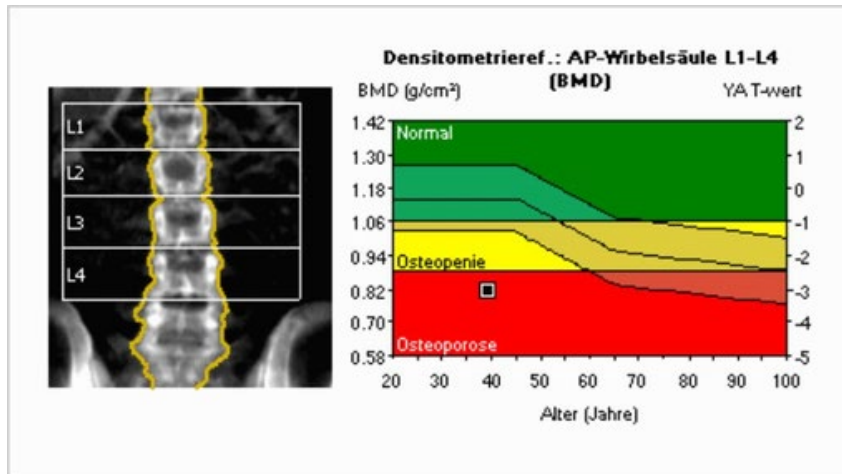 L1
L2
L3
L4
Densitometrieref.: AP-Wirbelsäule L1-L4
(BMD)
BMD (g/cm²)
YA T-wert
1.42
1.30
1.18
1.06
0.94
0.82
0.70
0.58
Normal
Osteopenie
Osteoporose
2
1
0
-1
-2
-3
-4
-5
20 30 40 50 60 70 80 90 100
Alter (Jahre)